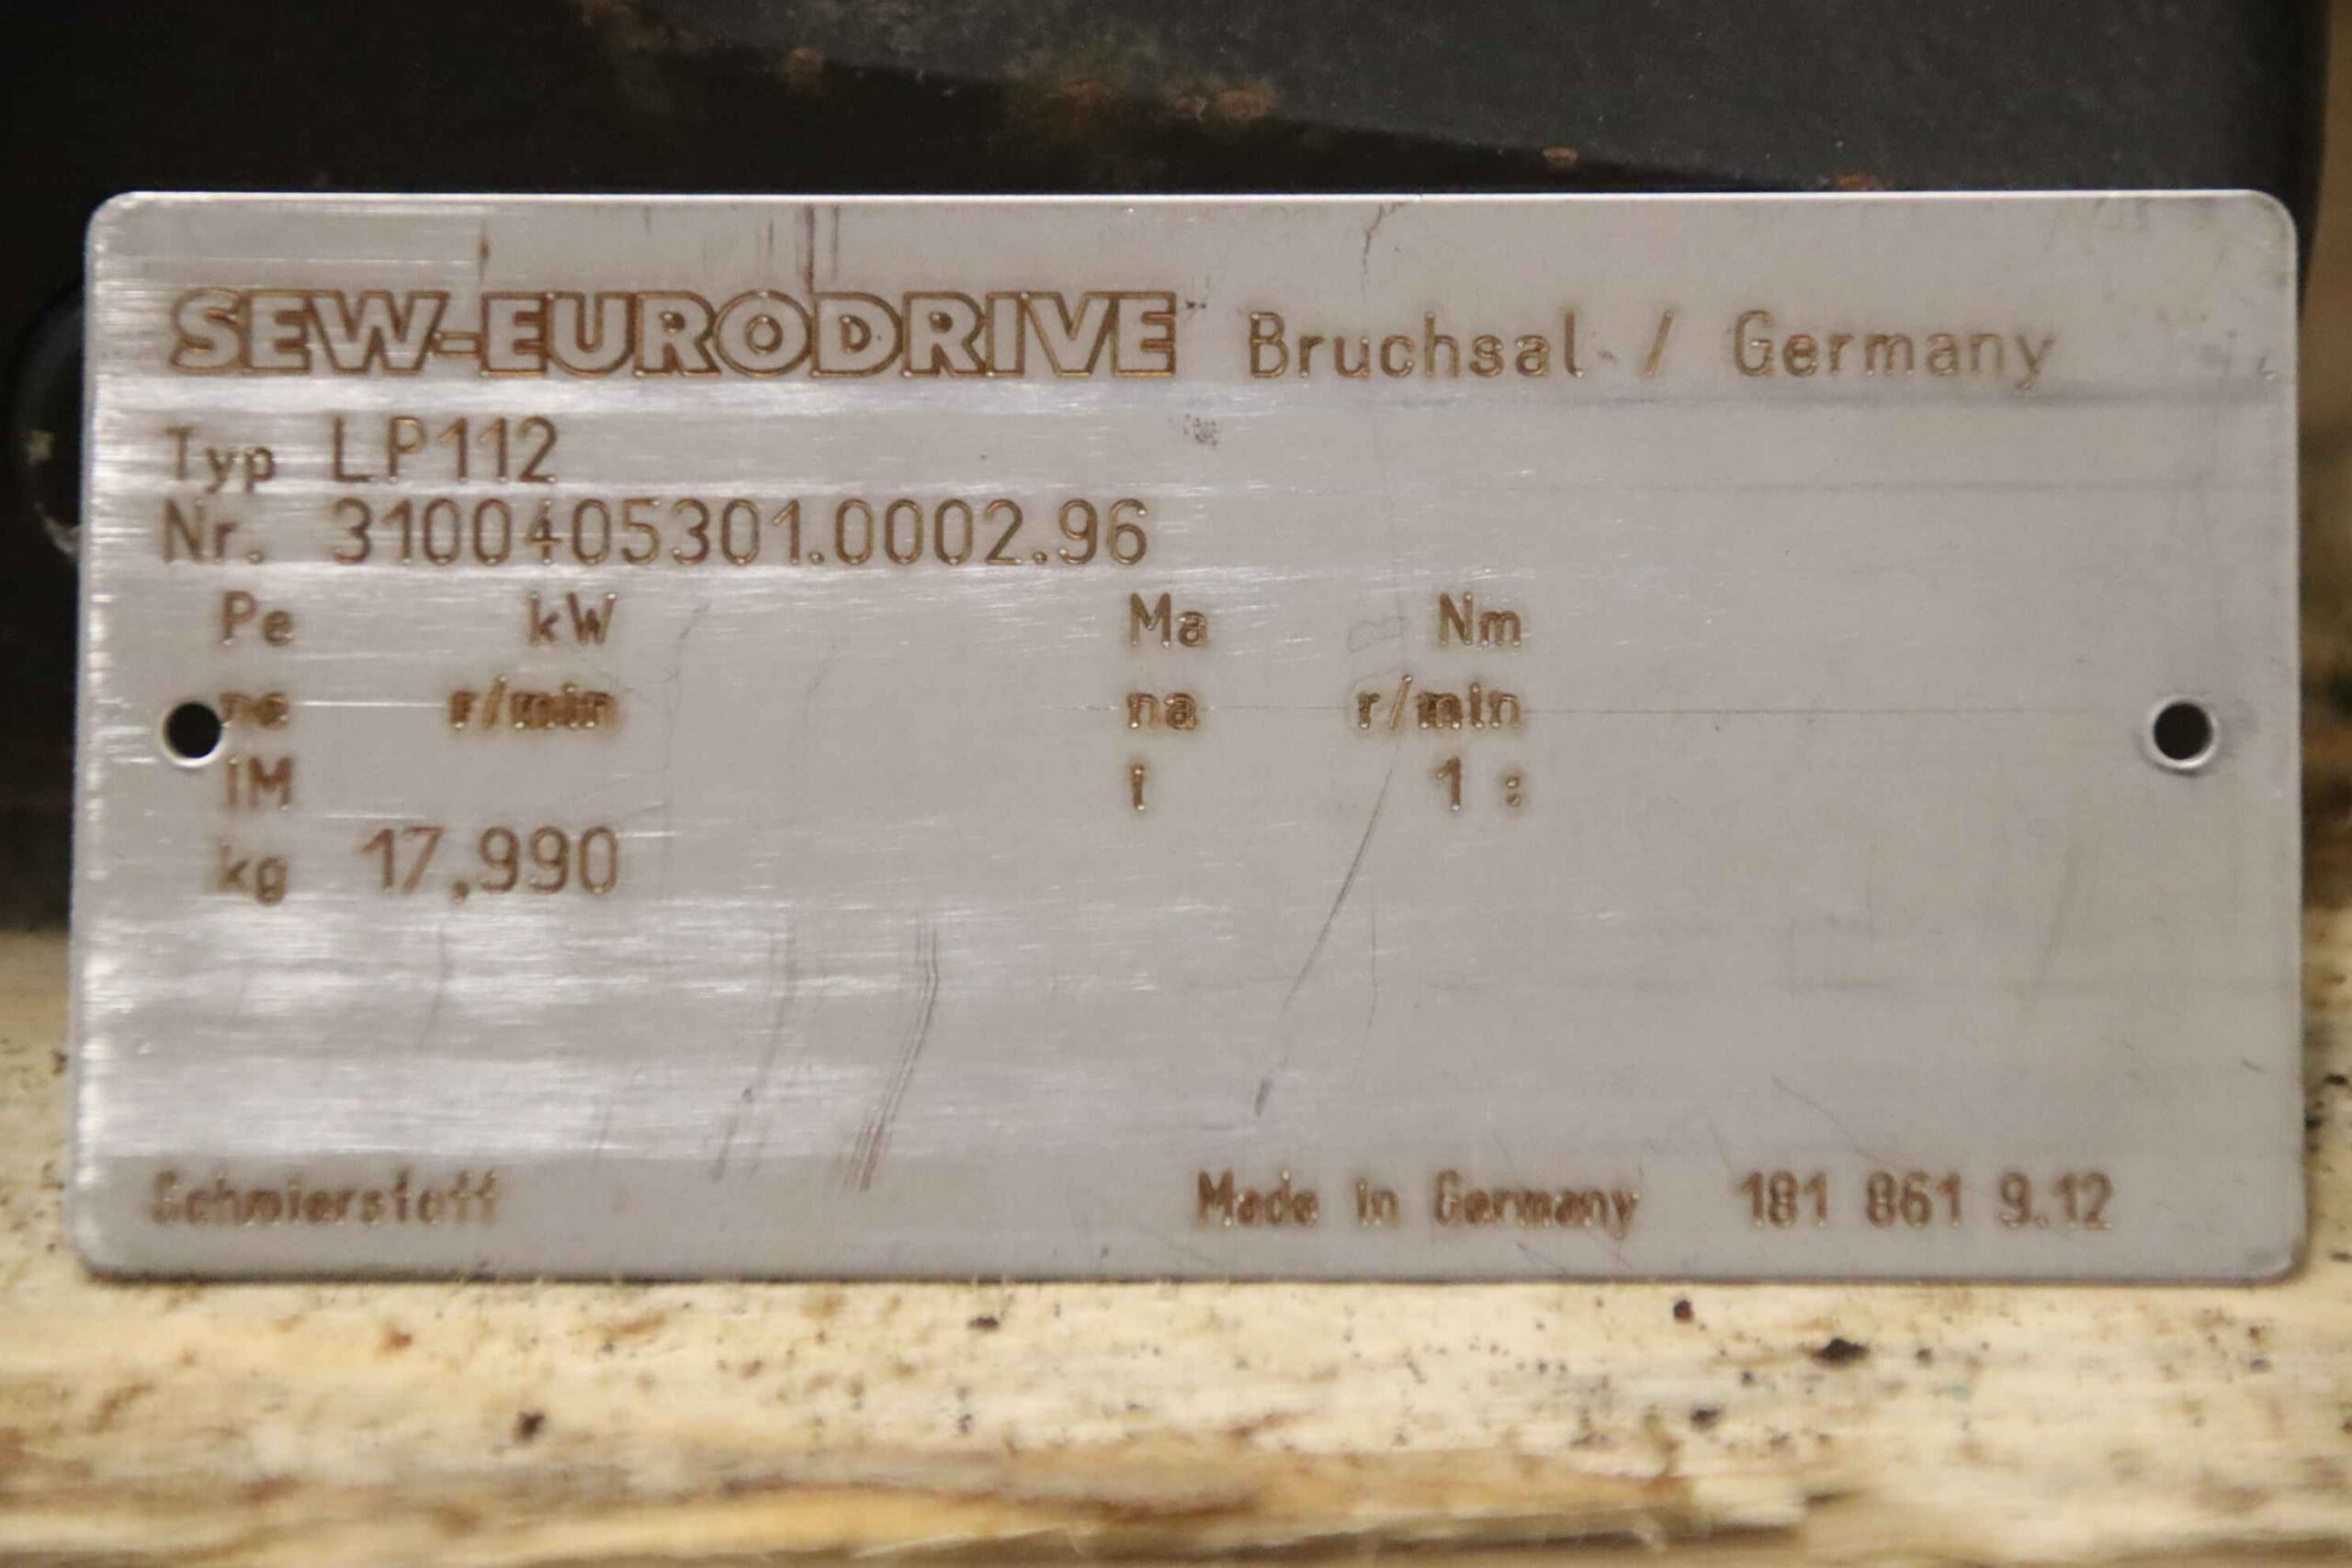 SEW-EURODRIVE Bruchsal / Germany
Typ LP112
Nr. 3100405301.0002.96
Pe kW Ma Nm
ne r/min na r/min
IM i 1 :
kg 17,990
Schmierstoff Made in Germany 181 861 9.12